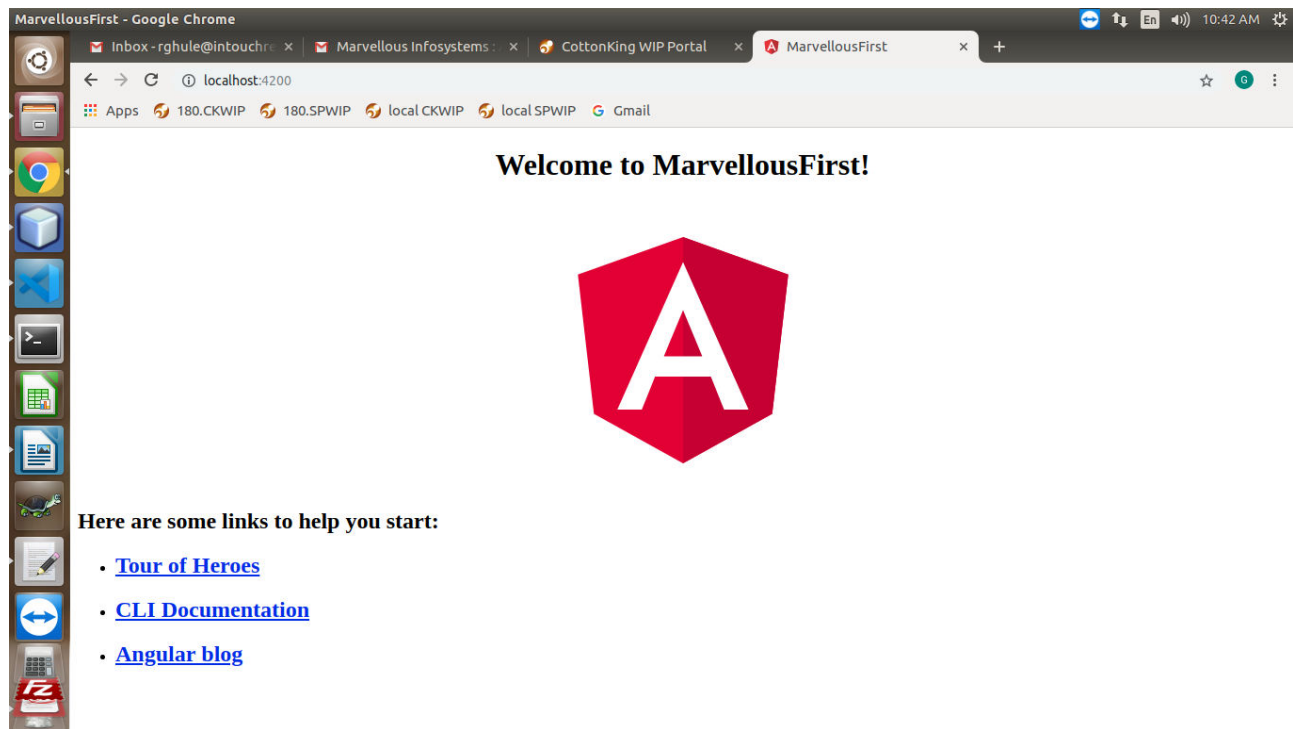 MarvellousFirst - Google Chrome
En 10:42 AM
Inbox - rghule@intouchre
Marvellous Infosystems :
CottonKing WIP Portal
MarvellousFirst
localhost:4200
G
Apps 180.CKWIP 180.SPWIP local CKWIP local SPWIP G Gmail
Welcome to MarvellousFirst!
A
Here are some links to help you start:
Tour of Heroes
CLI Documentation
Angular blog
Fz